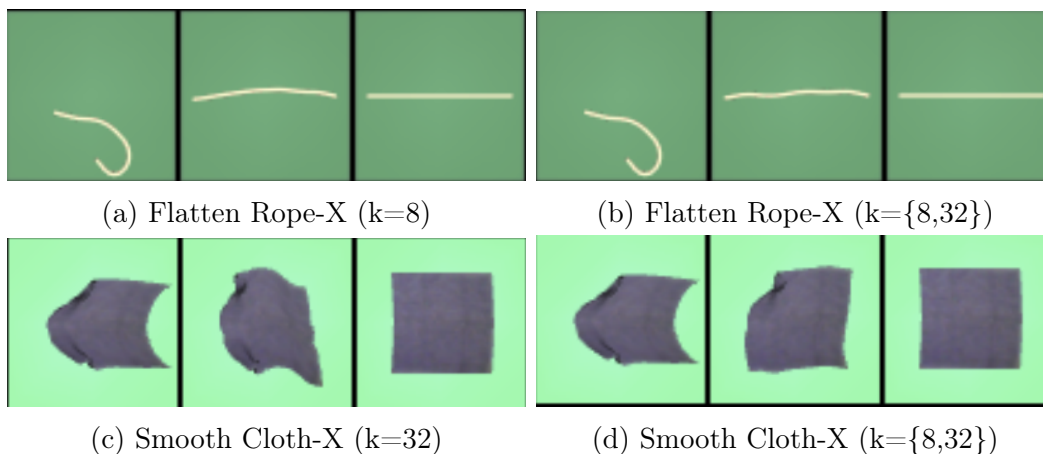 (a) Flatten Rope-X (k=8)
(b) Flatten Rope-X (k={8,32})
(c) Smooth Cloth-X (k=32)
(d) Smooth Cloth-X (k={8,32})